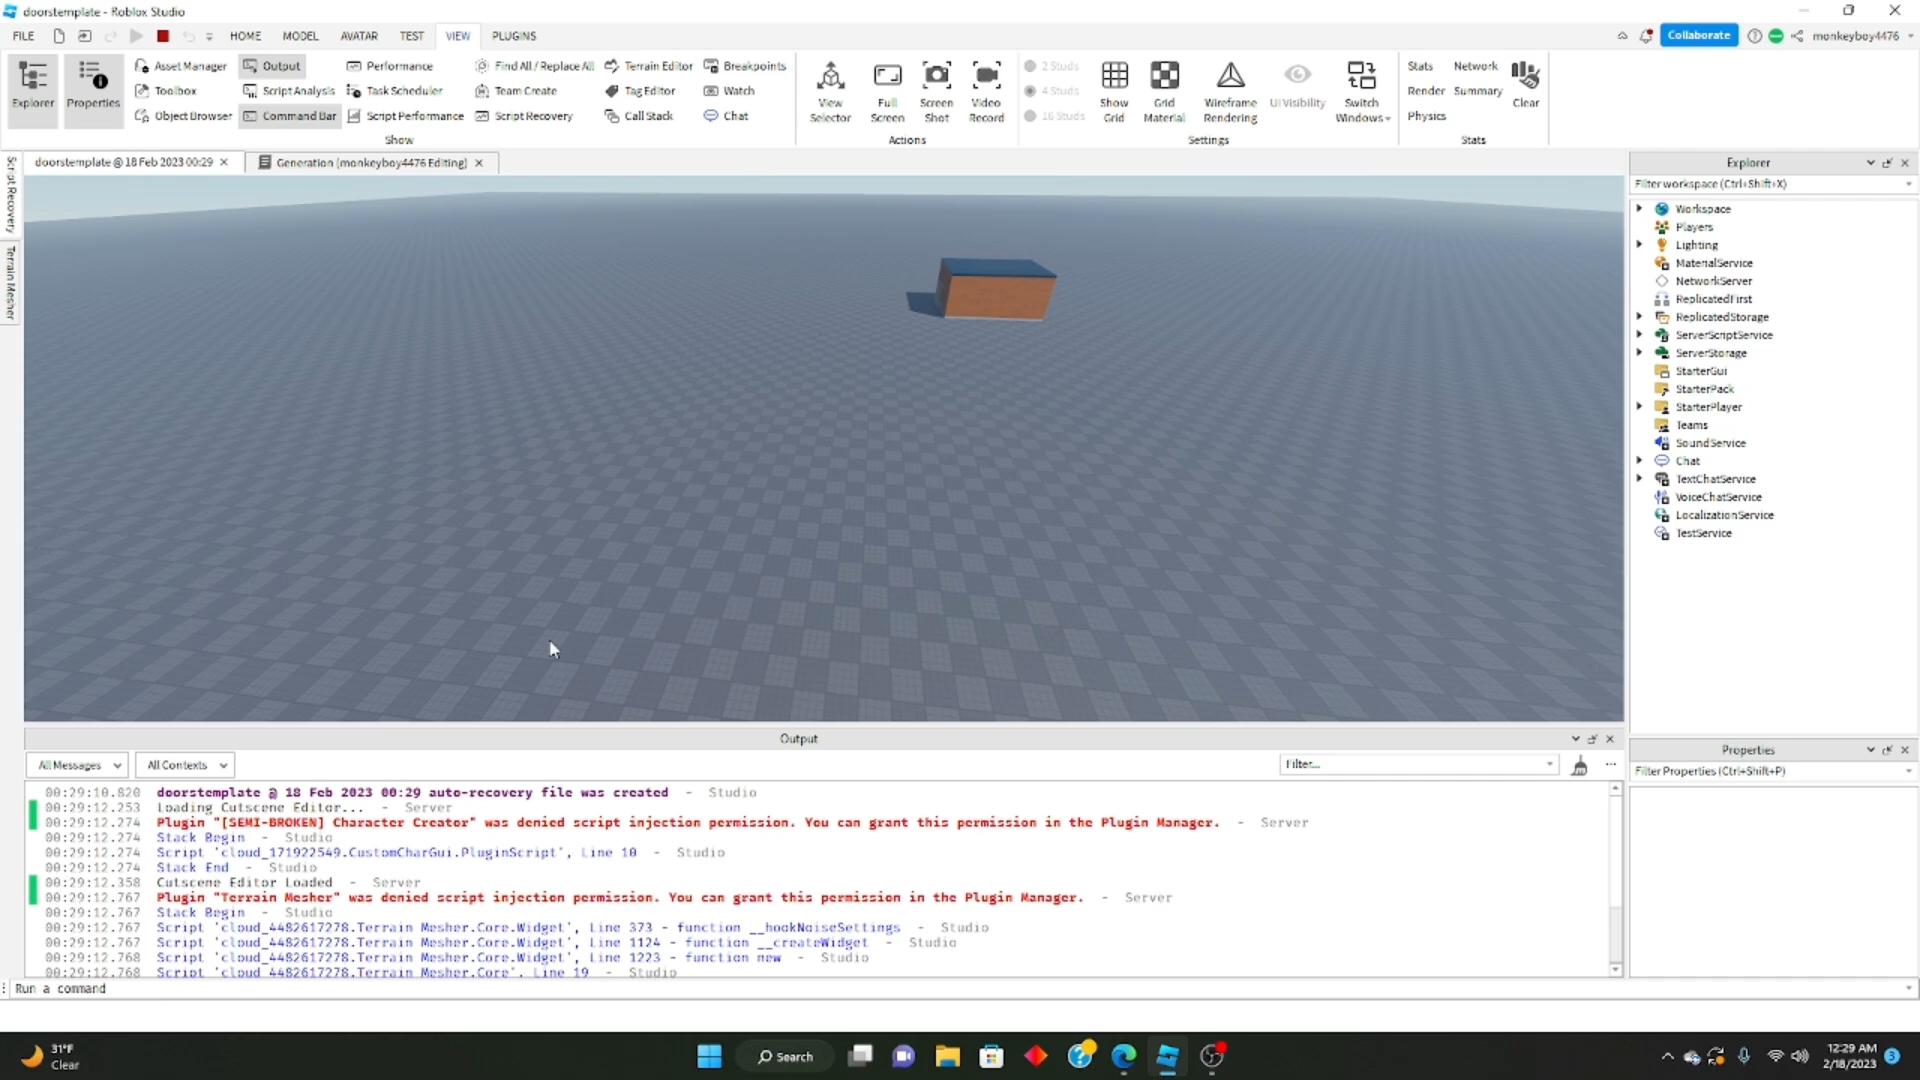 doorstemplate - Roblox Studio
FILE HOME MODEL AVATAR TEST VIEW PLUGINS Collaborate monkeyboy4476
Explorer
Properties
Asset Manager
Toolbox
Object Browser
Output
Script Analysis
Command Bar
Performance
Task Scheduler
Script Performance
Find All / Replace All
Team Create
Script Recovery
Terrain Editor
Tag Editor
Call Stack
Breakpoints
Watch
Chat
Show
View Selector
Full Screen
Screen Shot
Video Record
Actions
2 Studs
4 Studs
16 Studs
Show Grid
Grid Material
Wireframe Rendering
UI Visibility
Switch Windows
Settings
Stats Network
Render Summary
Physics
Clear
Stats
doorstemplate @ 18 Feb 2023 00:29
Generation (monkeyboy4476 Editing)
Script Recovery
Terrain Mesher
Explorer
Filter workspace (Ctrl+Shift+X)
Workspace
Players
Lighting
MaterialService
NetworkServer
ReplicatedFirst
ReplicatedStorage
ServerScriptService
ServerStorage
StarterGui
StarterPack
StarterPlayer
Teams
SoundService
Chat
TextChatService
VoiceChatService
LocalizationService
TestService
Properties
Filter Properties (Ctrl+Shift+P)
Output
All Messages All Contexts Filter...
00:29:10.820 doorstemplate @ 18 Feb 2023 00:29 auto-recovery file was created - Studio
00:29:12.253 Loading Cutscene Editor... - Server
00:29:12.274 Plugin "[SEMI-BROKEN] Character Creator" was denied script injection permission. You can grant this permission in the Plugin Manager. - Server
00:29:12.274 Stack Begin - Studio
00:29:12.274 Script 'cloud_171922549.CustomCharGui.PluginScript', Line 10 - Studio
00:29:12.274 Stack End - Studio
00:29:12.358 Cutscene Editor Loaded - Server
00:29:12.767 Plugin "Terrain Mesher" was denied script injection permission. You can grant this permission in the Plugin Manager. - Server
00:29:12.767 Stack Begin - Studio
00:29:12.767 Script 'cloud_4482617278.Terrain Mesher.Core.Widget', Line 373 - function __hookNoiseSettings - Studio
00:29:12.767 Script 'cloud_4482617278.Terrain Mesher.Core.Widget', Line 1124 - function __createWidget - Studio
00:29:12.768 Script 'cloud_4482617278.Terrain Mesher.Core.Widget', Line 1223 - function new - Studio
00:29:12.768 Script 'cloud_4482617278.Terrain Mesher.Core', Line 19 - Studio
Run a command
31°F
Clear
Search
12:29 AM
2/18/2023
3